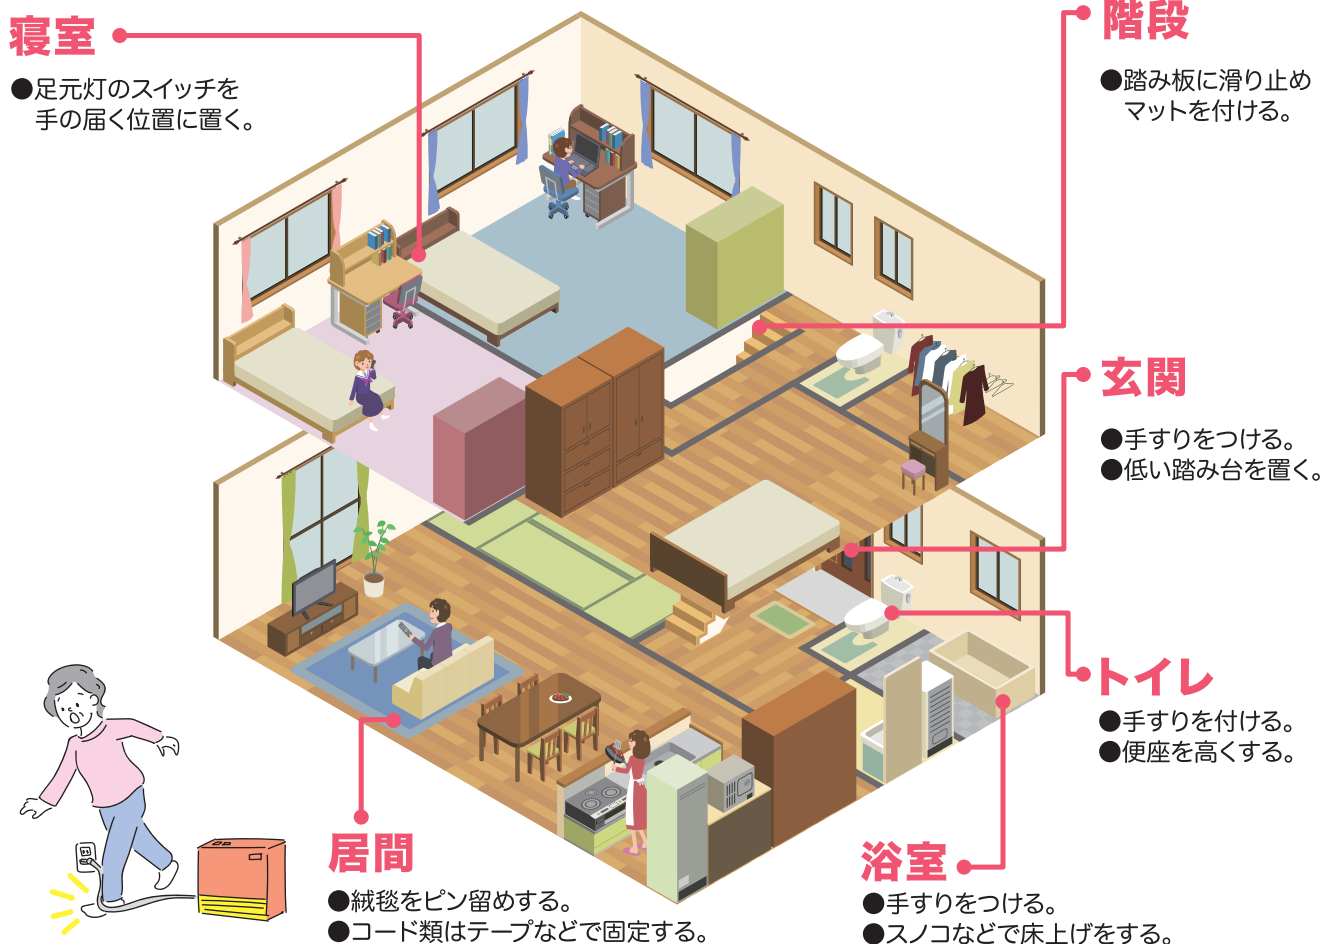 寝室
●足元灯のスイッチを
手の届く位置に置く。
階段
●踏み板に滑り止め
マットを付ける。
玄関
●手すりをつける。
●低い踏み台を置く。
トイレ
●手すりを付ける。
●便座を高くする。
居間
●絨毯をピン留めする。
●コード類はテープなどで固定する。
浴室
●手すりをつける。
●スノコなどで床上げをする。